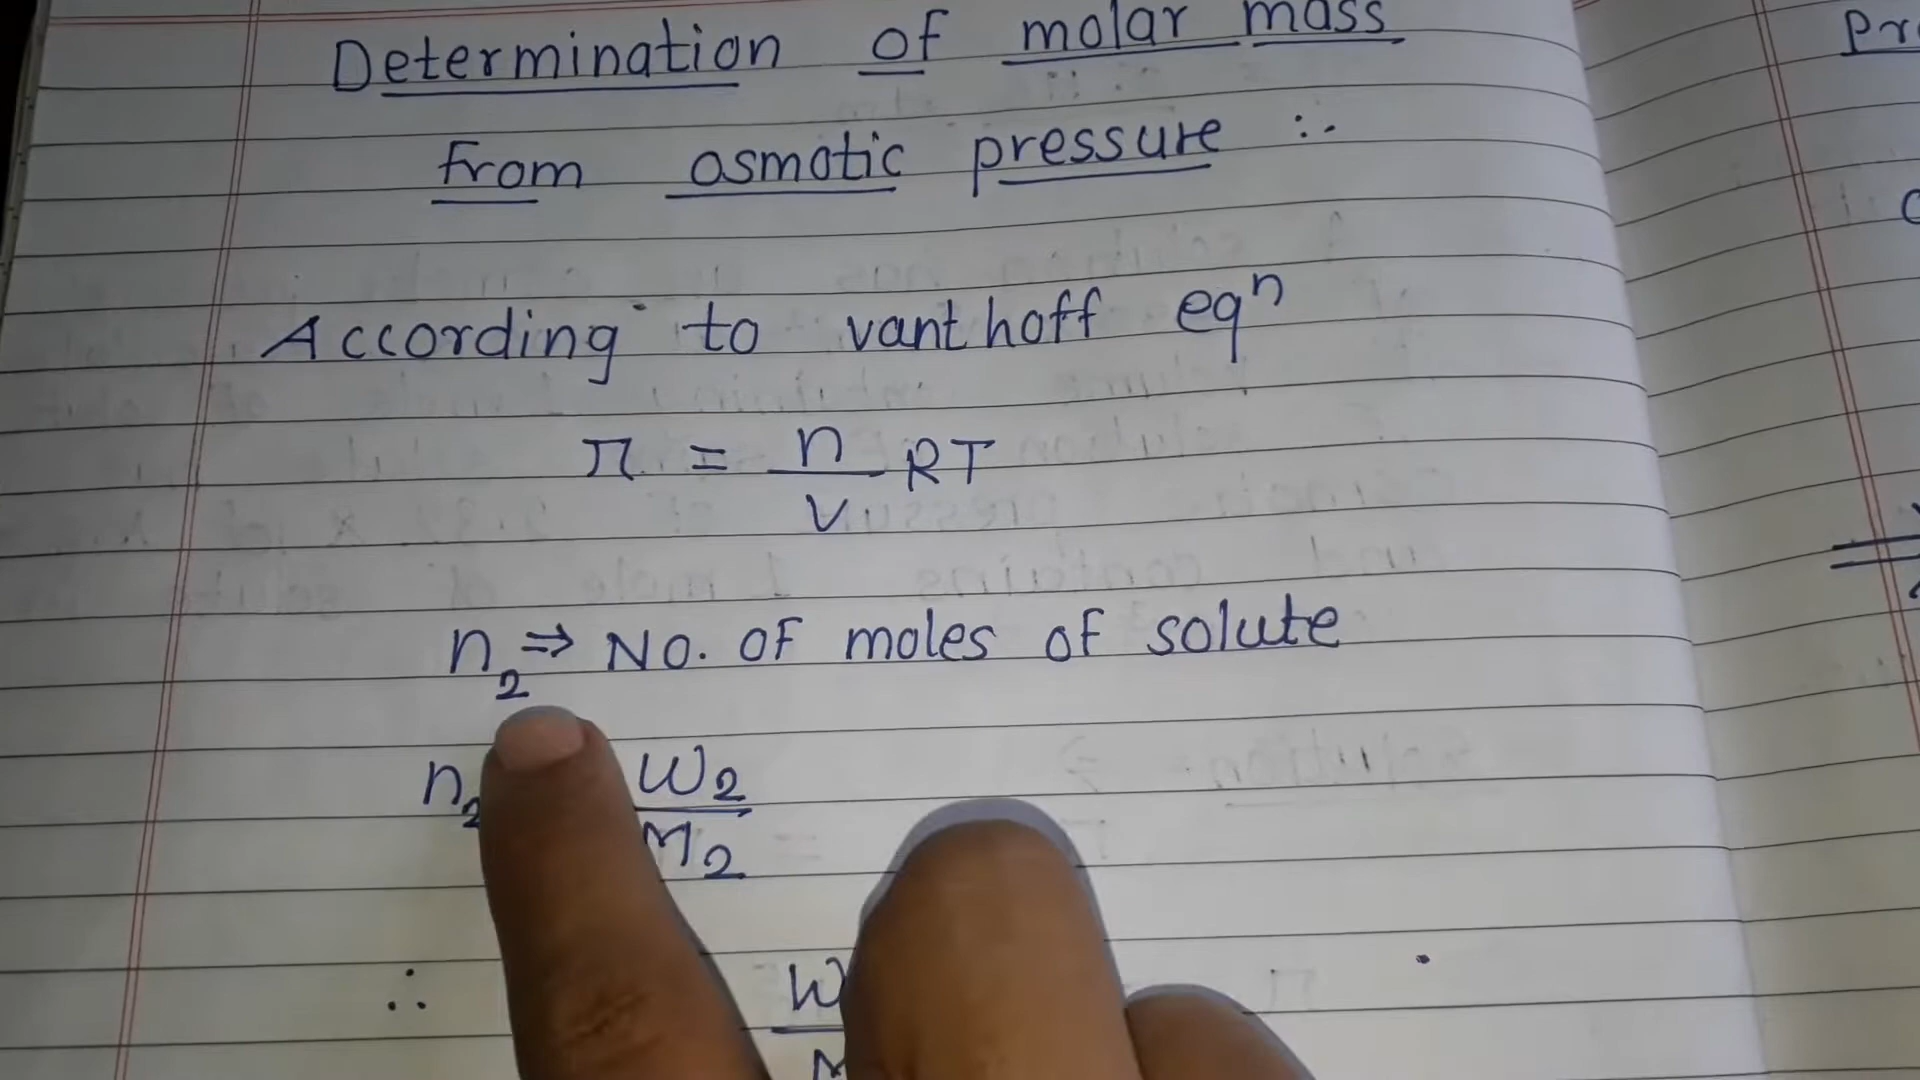 Determination of molar mass
from osmotic pressure :-
According to vant hoff eqⁿ
π = n/V RT
n₂ ⇒ No. of moles of solute
n₂ W₂/M₂
∴ W